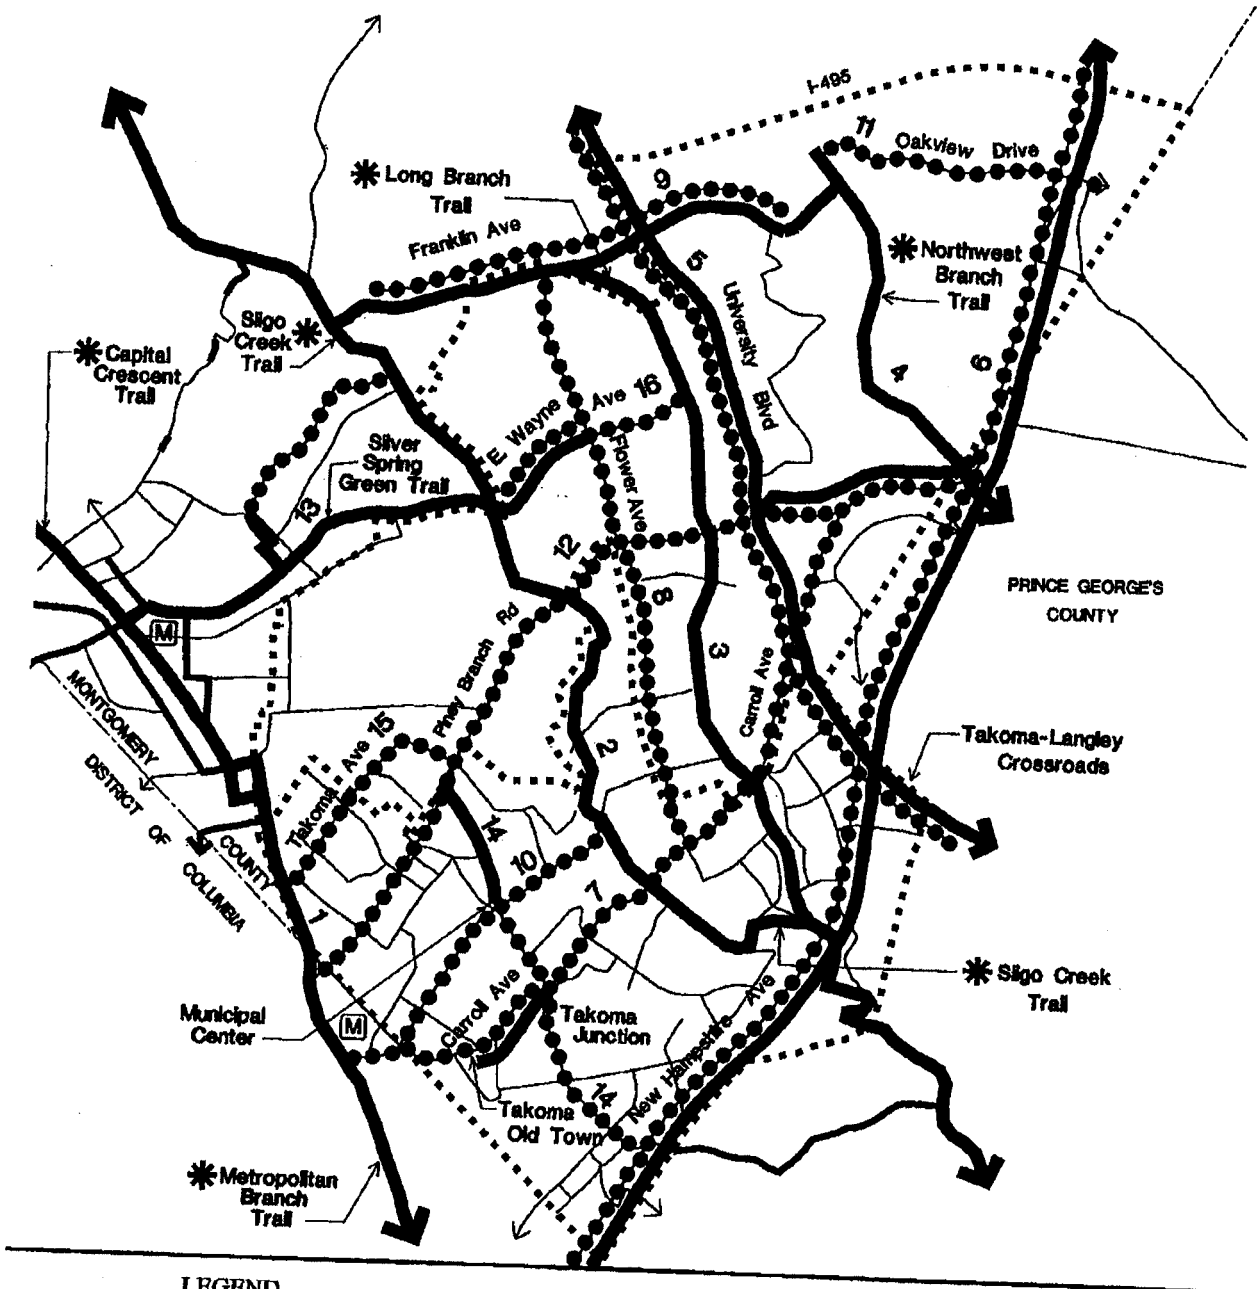 I-495
11
Oakview Drive
Long Branch
Trail
9
Franklin Ave
Northwest
Branch
Trail
5
University
Blvd
Sligo
Creek
Trail
Capital
Crescent
Trail
6
4
E Wayne Ave 16
Silver
Spring
Green Trail
Flower Ave
13
12
PRINCE GEORGE'S
COUNTY
8
M
Piney Branch Rd
3
Carroll Ave
MONTGOMERY
COUNTY
DISTRICT OF
COLUMBIA
Takoma Ave 15
2
Takoma-Langley
Crossroads
14
10
7
1
Sligo Creek
Trail
Municipal
Center
M
Carroll Ave
Takoma
Junction
New Hampshire Ave
14
Takoma
Old Town
Metropolitan
Branch
Trail
LEGEND